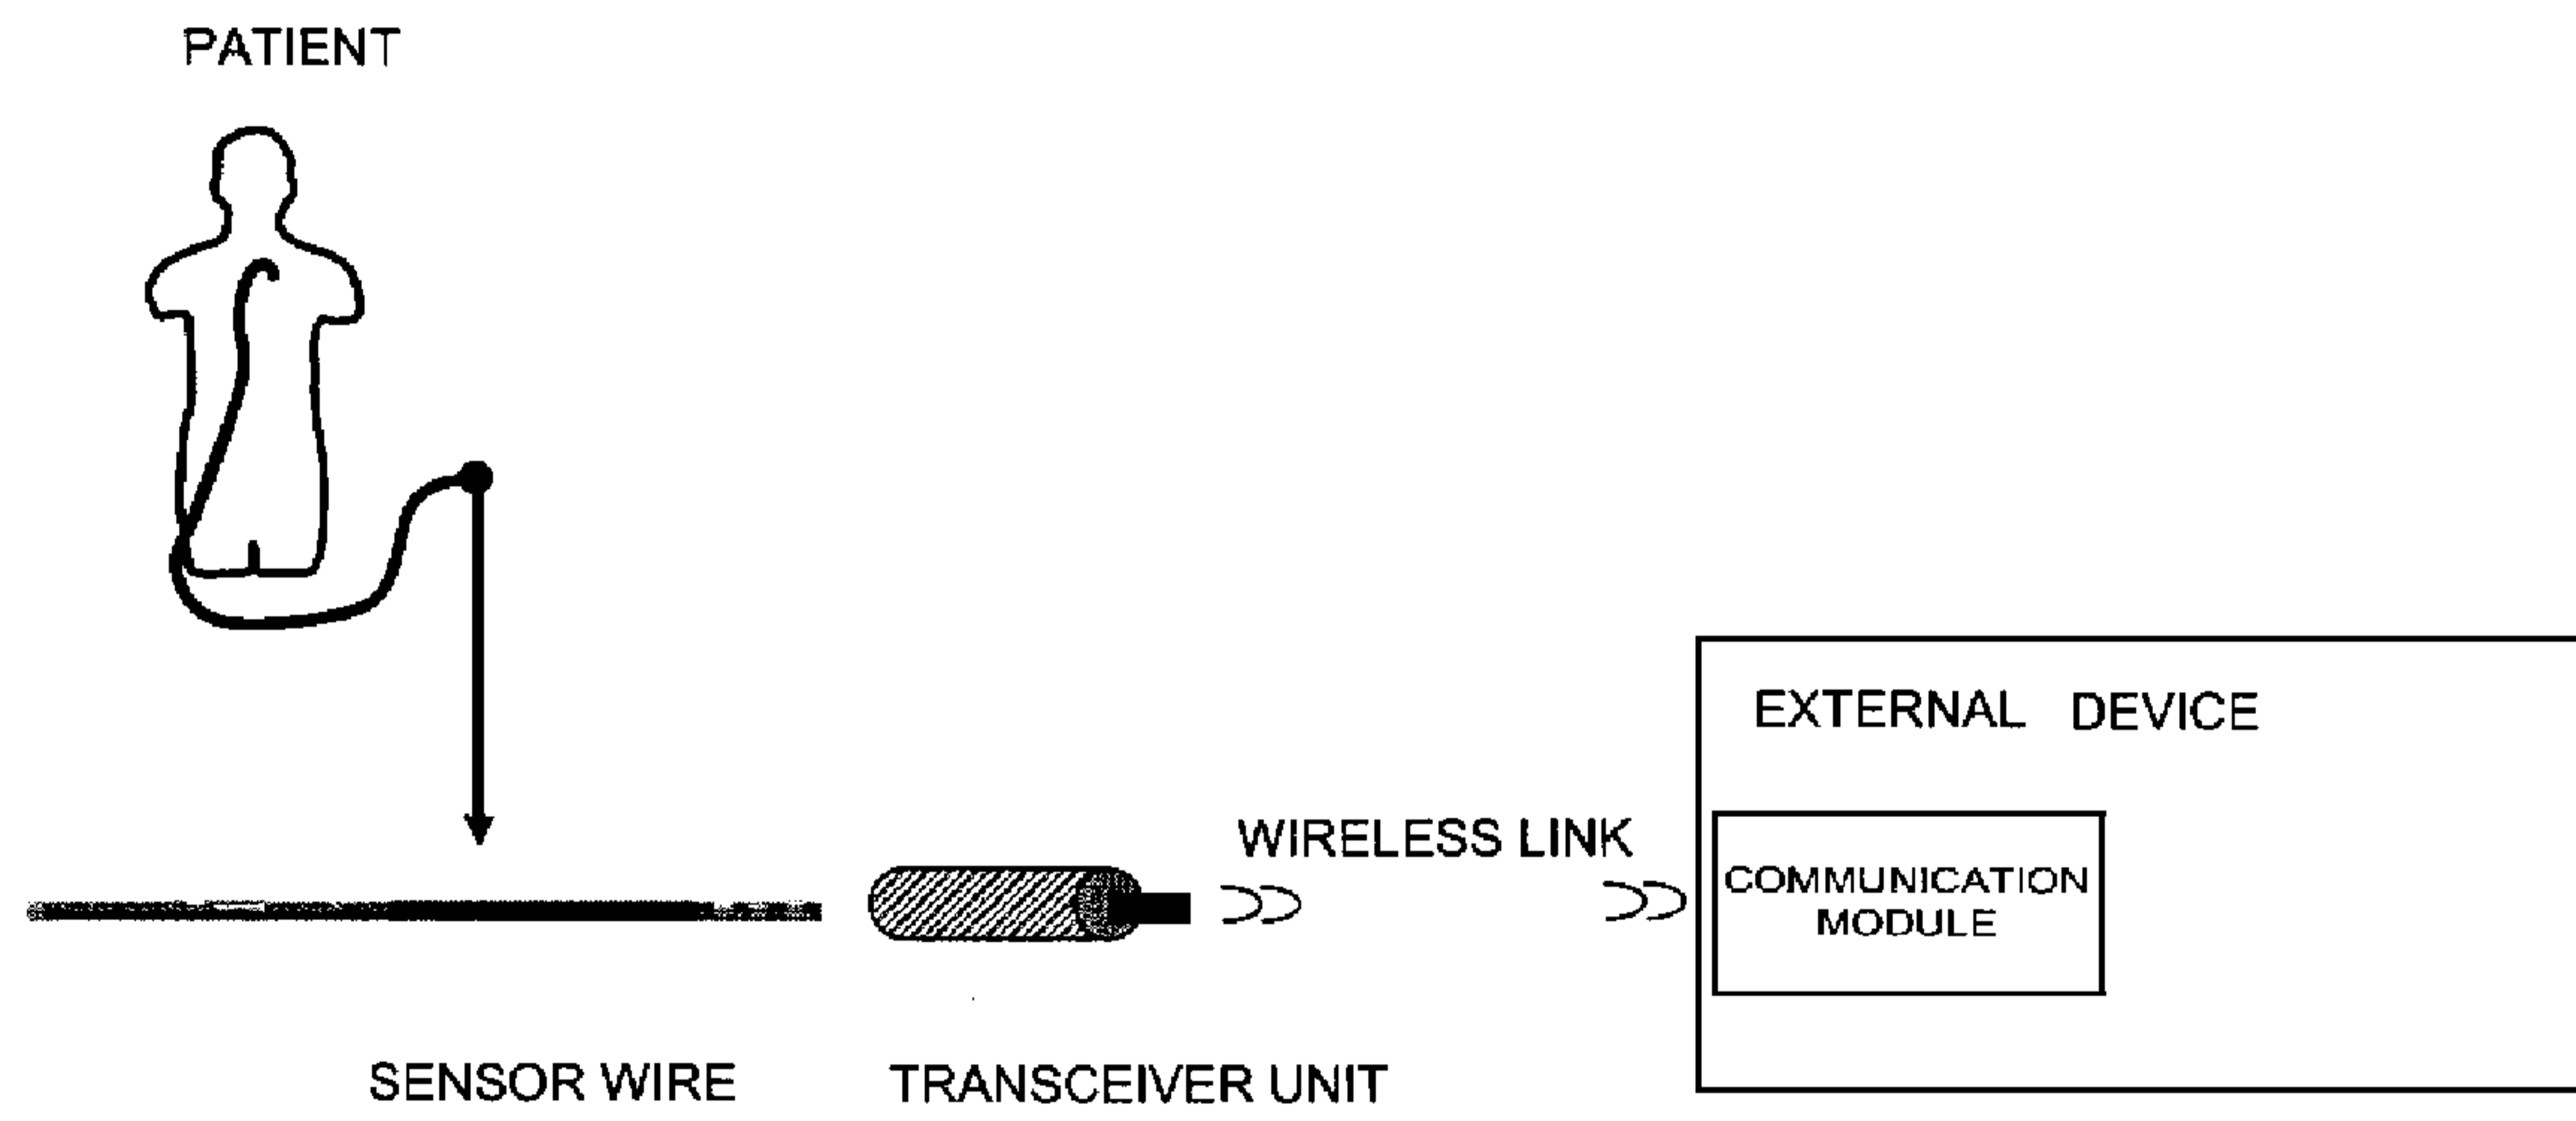 PATIENT
EXTERNAL DEVICE
WIRELESS LINK
COMMUNICATION
MODULE
SENSOR WIRE
TRANSCEIVER UNIT